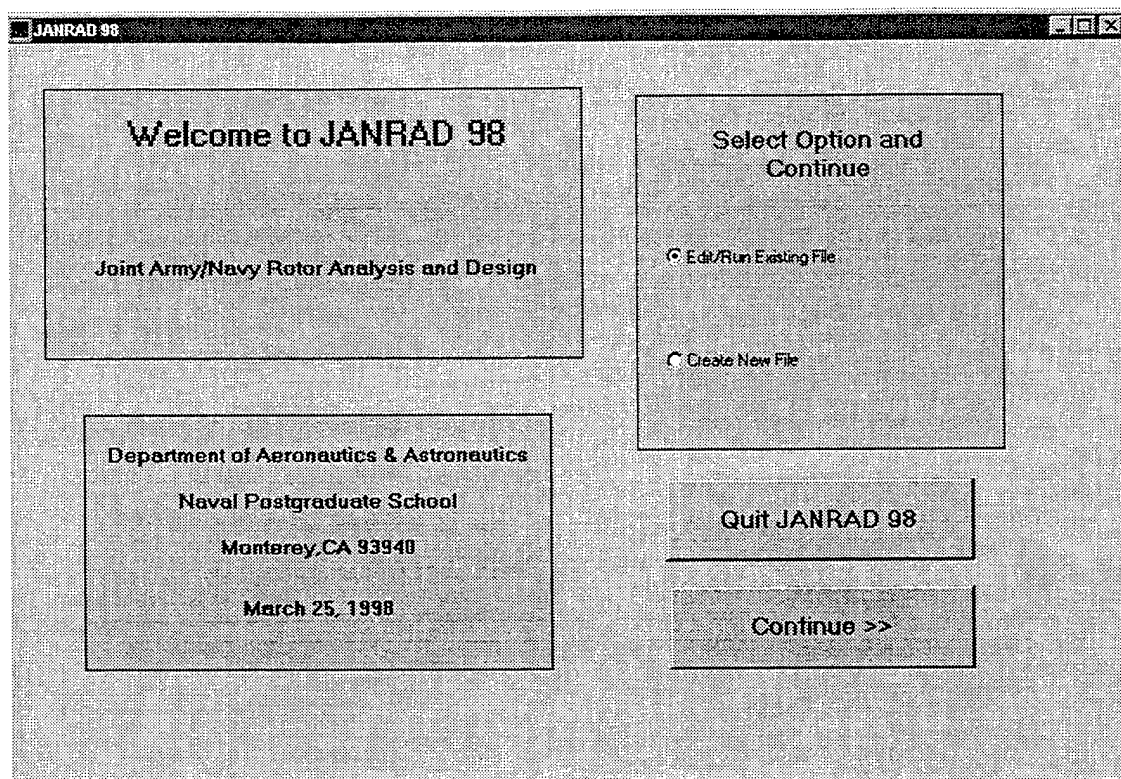 JANRAD 98
Welcome to JANRAD 98
Joint Army/Navy Rotor Analysis and Design
Department of Aeronautics & Astronautics
Naval Postgraduate School
Monterey,CA 93940
March 25, 1998
Select Option and
Continue
Edit/Run Existing File
Create New File
Quit JANRAD 98
Continue >>